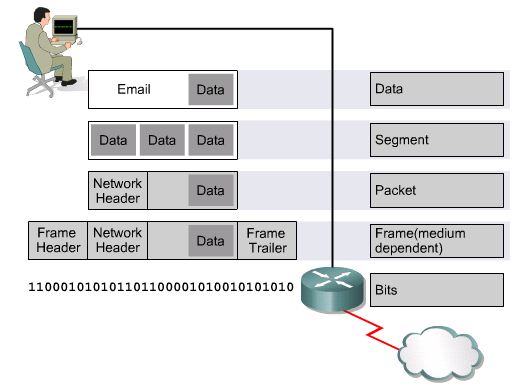 Email Data Data
Data Data Data Segment
Network Header Data Packet
Frame Header Network Header Data Frame Trailer Frame(medium dependent)
1100010101011011000010100101010101010 Bits